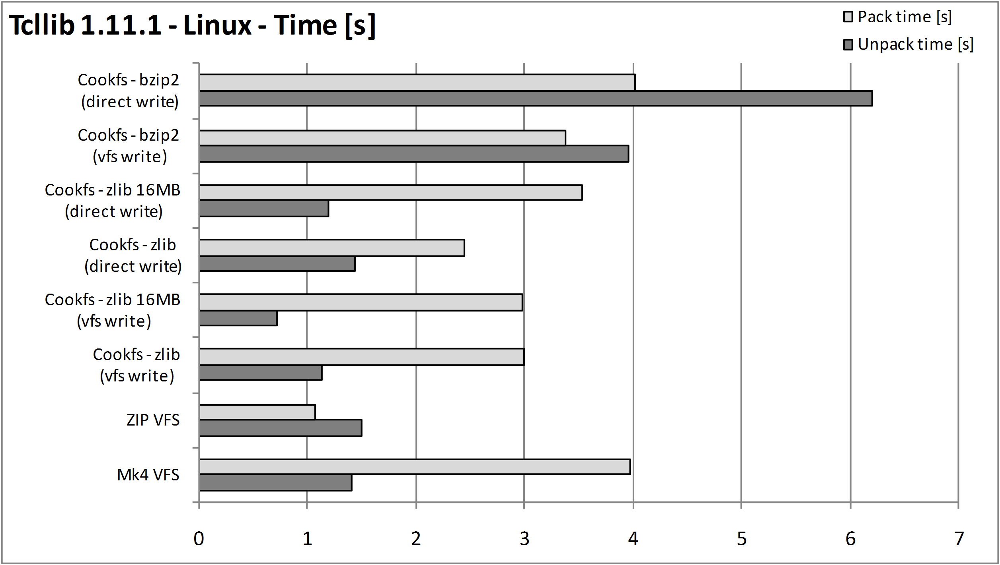 Tcllib 1.11.1 - Linux - Time [s]
Pack time [s]
Unpack time [s]
Cookfs - bzip2
(direct write)
Cookfs - bzip2
(vfs write)
Cookfs - zlib 16MB
(direct write)
Cookfs - zlib
(direct write)
Cookfs - zlib 16MB
(vfs write)
Cookfs - zlib
(vfs write)
ZIP VFS
Mk4 VFS
0 1 2 3 4 5 6 7